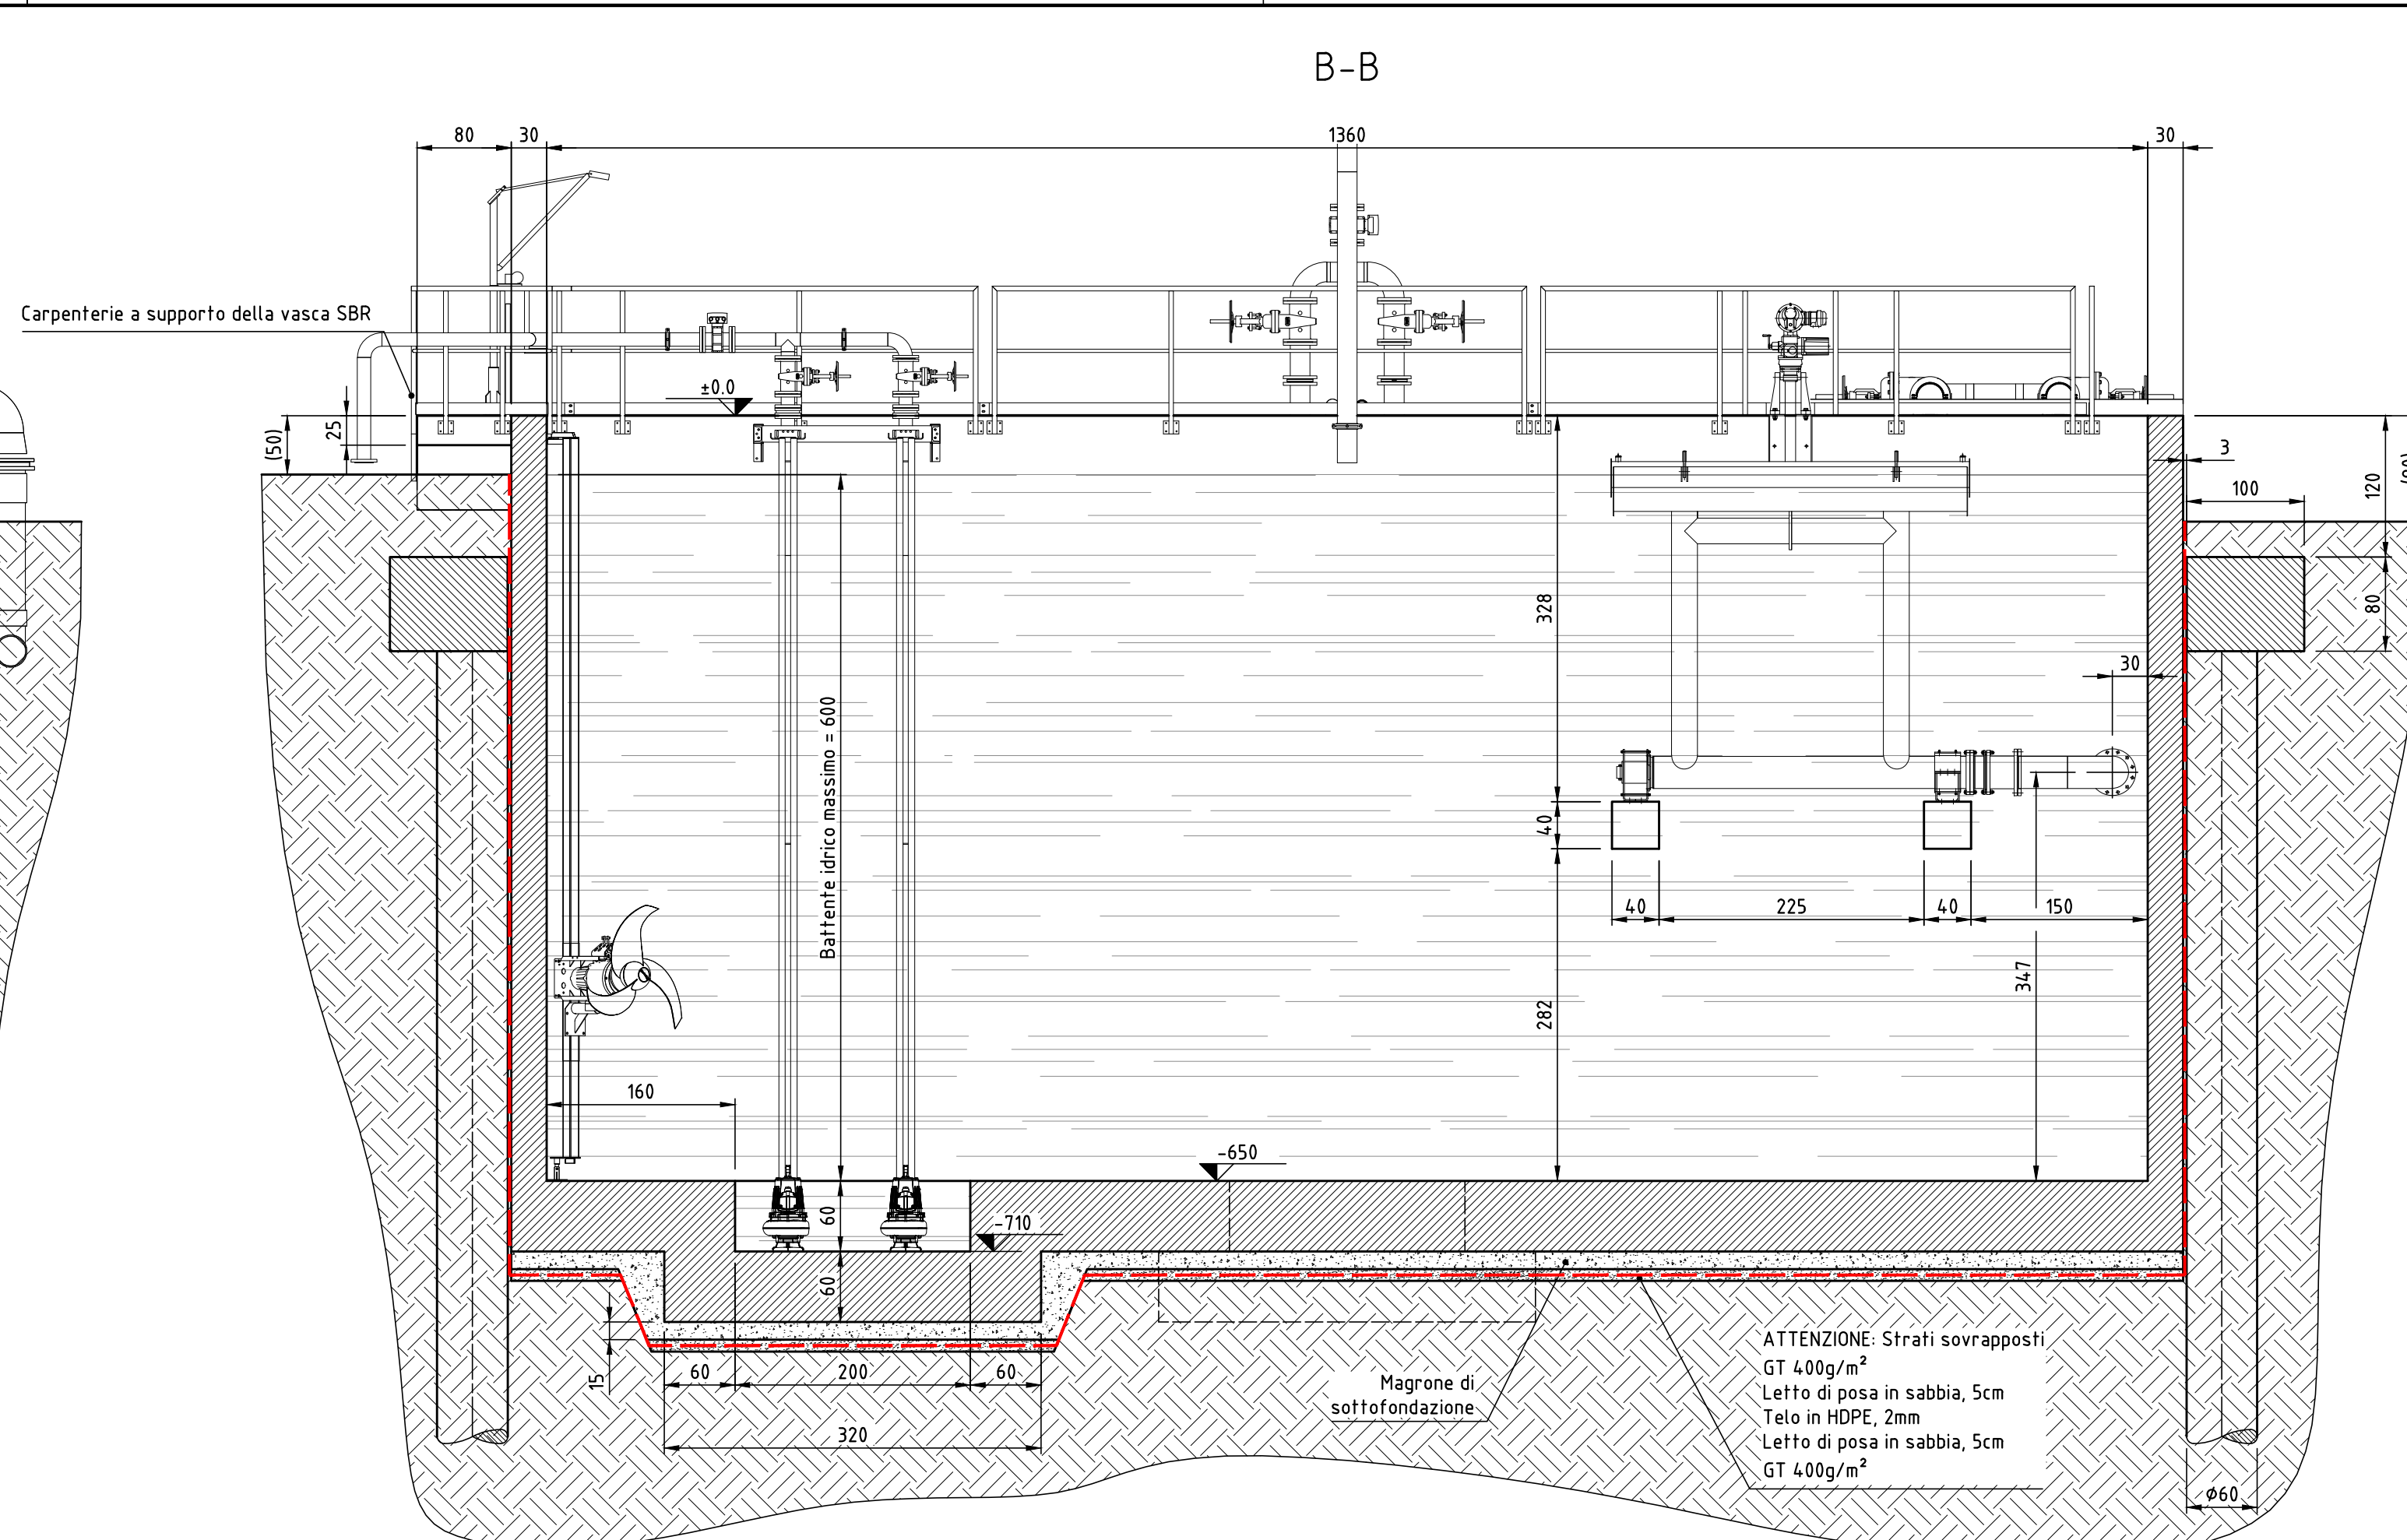 B-B
80
30
1360
30
Carpenterie a supporto della vasca SBR
±0.0
(50)
25
3
100
120
80
328
30
Battente idrico massimo = 600
40
40
225
40
150
347
282
160
-650
60
-710
60
15
60
200
60
320
Magrone di
sottofondazione
ATTENZIONE: Strati sovrapposti
GT 400g/m²
Letto di posa in sabbia, 5cm
Telo in HDPE, 2mm
Letto di posa in sabbia, 5cm
GT 400g/m²
ø60